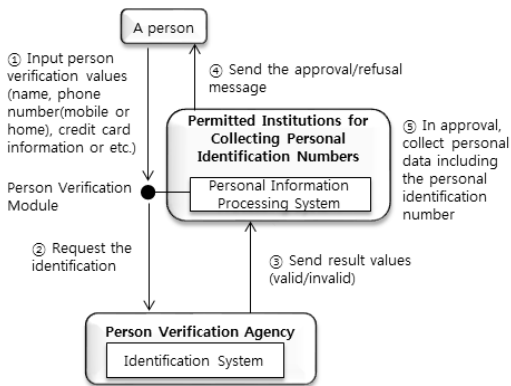 A person
① Input person
verification values
(name, phone
number(mobile or
home), credit card
information or etc.)
④ Send the approval/refusal
message
Permitted Institutions for
Collecting Personal
Identification Numbers
Personal Information
Processing System
⑤ In approval,
collect personal
data including
the personal
identification
number
Person Verification
Module
② Request the
identification
③ Send result values
(valid/invalid)
Person Verification Agency
Identification System